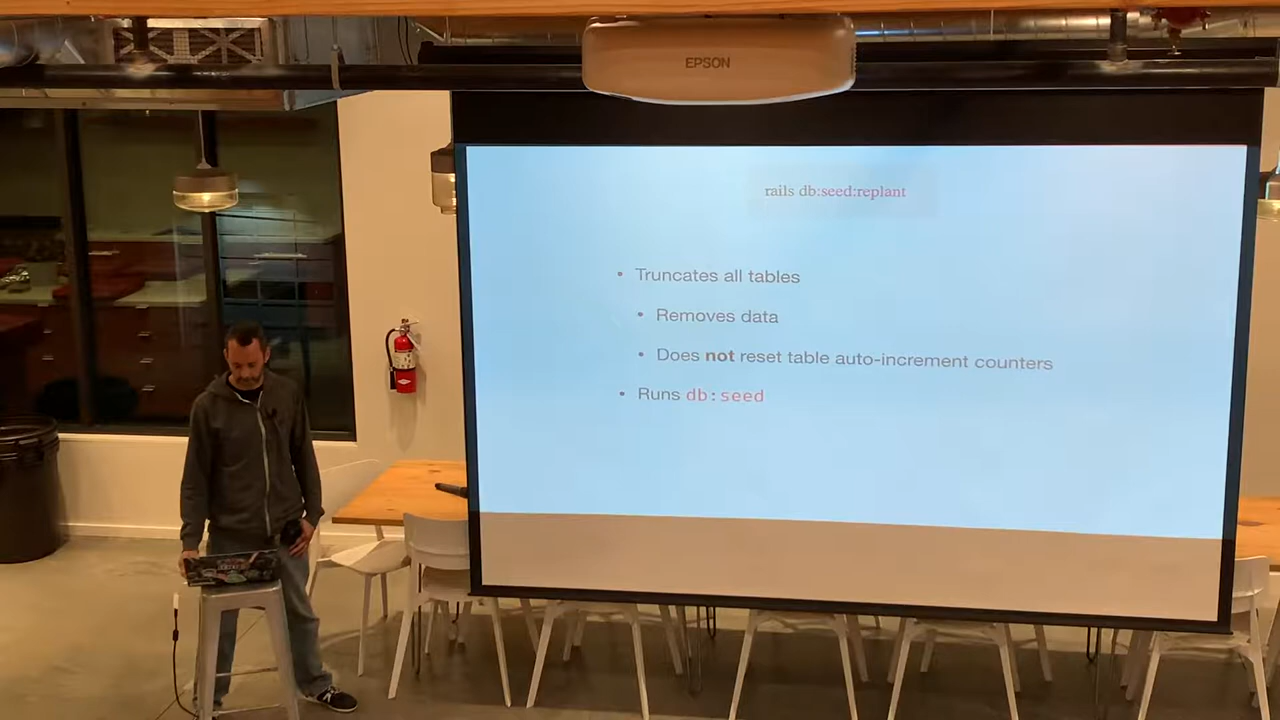 EPSON
rails db:seed:replant
• Truncates all tables
• Removes data
• Does not reset table auto-increment counters
• Runs db:seed